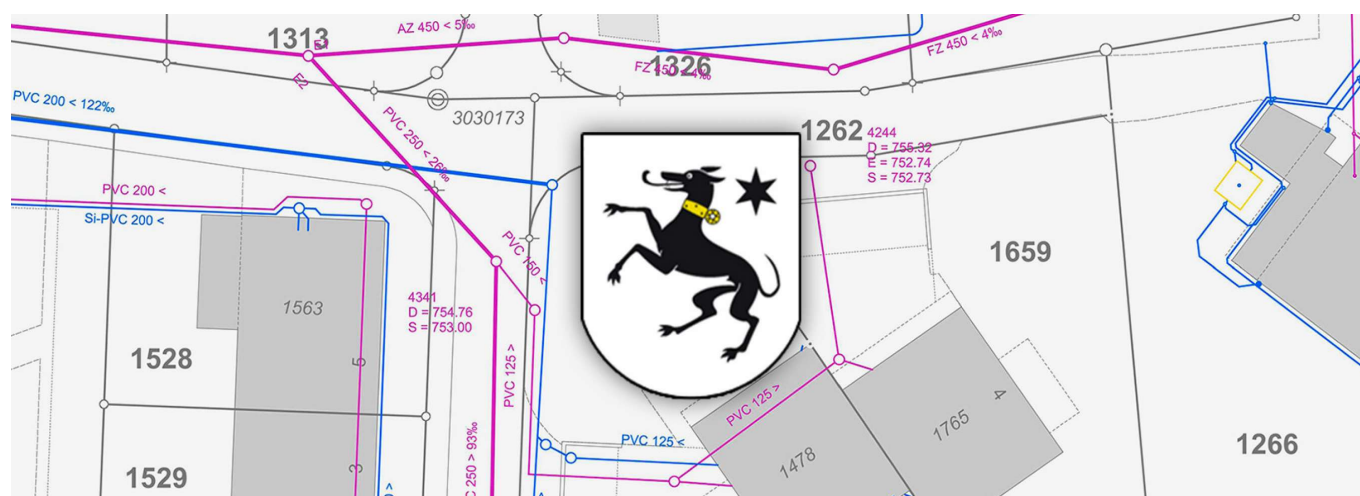 AZ 450 < 5‰
1313
E1
E2
1326
FZ 450 < 4‰
FZ 450 < 4‰
PVC 200 < 122‰
3030173
PVC 250 < 26‰
1262
4244
D = 755.32
E = 752.74
S = 752.73
PVC 200 <
Si-PVC 200 <
PVC 150 <
1659
4341
D = 754.76
S = 753.00
1563
1528
5
PVC 125 >
PVC 125 >
4
1765
PVC 125 <
1266
1478
1529
3
C 250 > 93‰